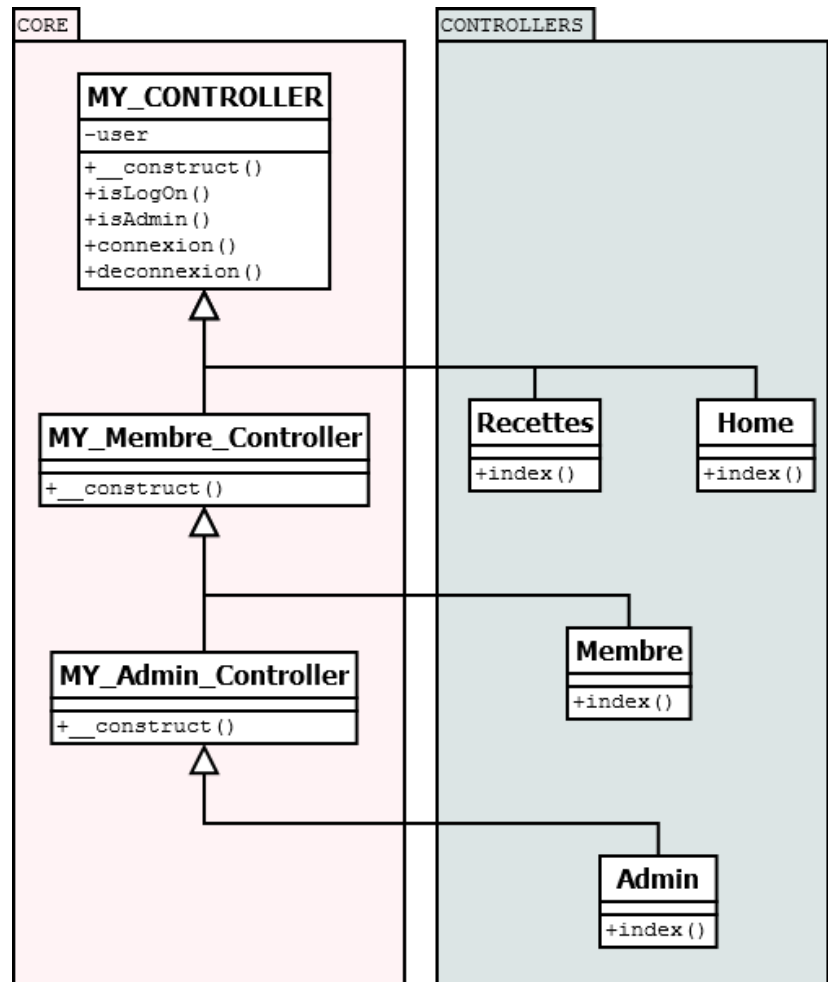 CORE
CONTROLLERS
MY_CONTROLLER
-user
+__construct()
+isLogOn()
+isAdmin()
+connexion()
+deconnexion()
MY_Membre_Controller
+__construct()
Recettes
+index()
Home
+index()
MY_Admin_Controller
+__construct()
Membre
+index()
Admin
+index()